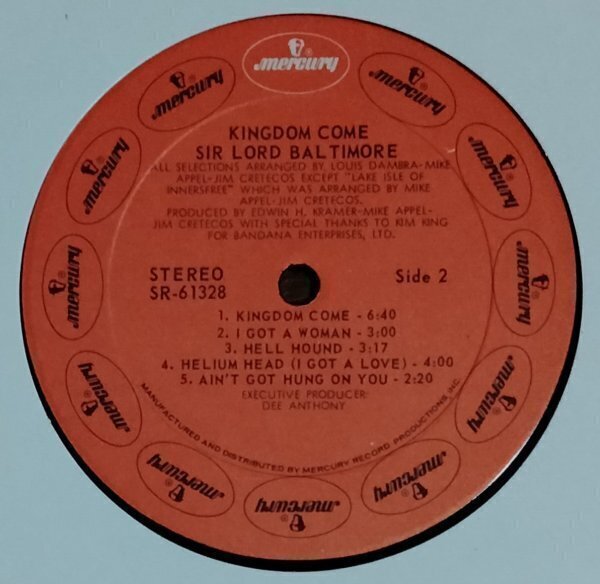 mercury
KINGDOM COME
SIR LORD BALTIMORE
ALL SELECTIONS ARRANGED BY LOUIS DAMBRA-MIKE
APPEL-JIM CRETECOS EXCEPT "LAKE ISLE OF
INNERSFREE" WHICH WAS ARRANGED BY MIKE
APPEL-JIM CRETECOS.
PRODUCED BY EDWIN H. KRAMER-MIKE APPEL-
JIM CRETECOS WITH SPECIAL THANKS TO KIM KING
FOR BANDANA ENTERPRISES, LTD.
STEREO
SR-61328
Side 2
1. KINGDOM COME - 6:40
2. I GOT A WOMAN - 3:00
3. HELL HOUND - 3:17
4. HELIUM HEAD (I GOT A LOVE) - 4:00
5. AIN'T GOT HUNG ON YOU - 2:20
EXECUTIVE PRODUCER:
DEE ANTHONY
MANUFACTURED AND DISTRIBUTED BY MERCURY RECORD PRODUCTIONS, INC.
mercury
mercury
mercury
mercury
mercury
mercury
mercury
mercury
mercury
mercury
mercury